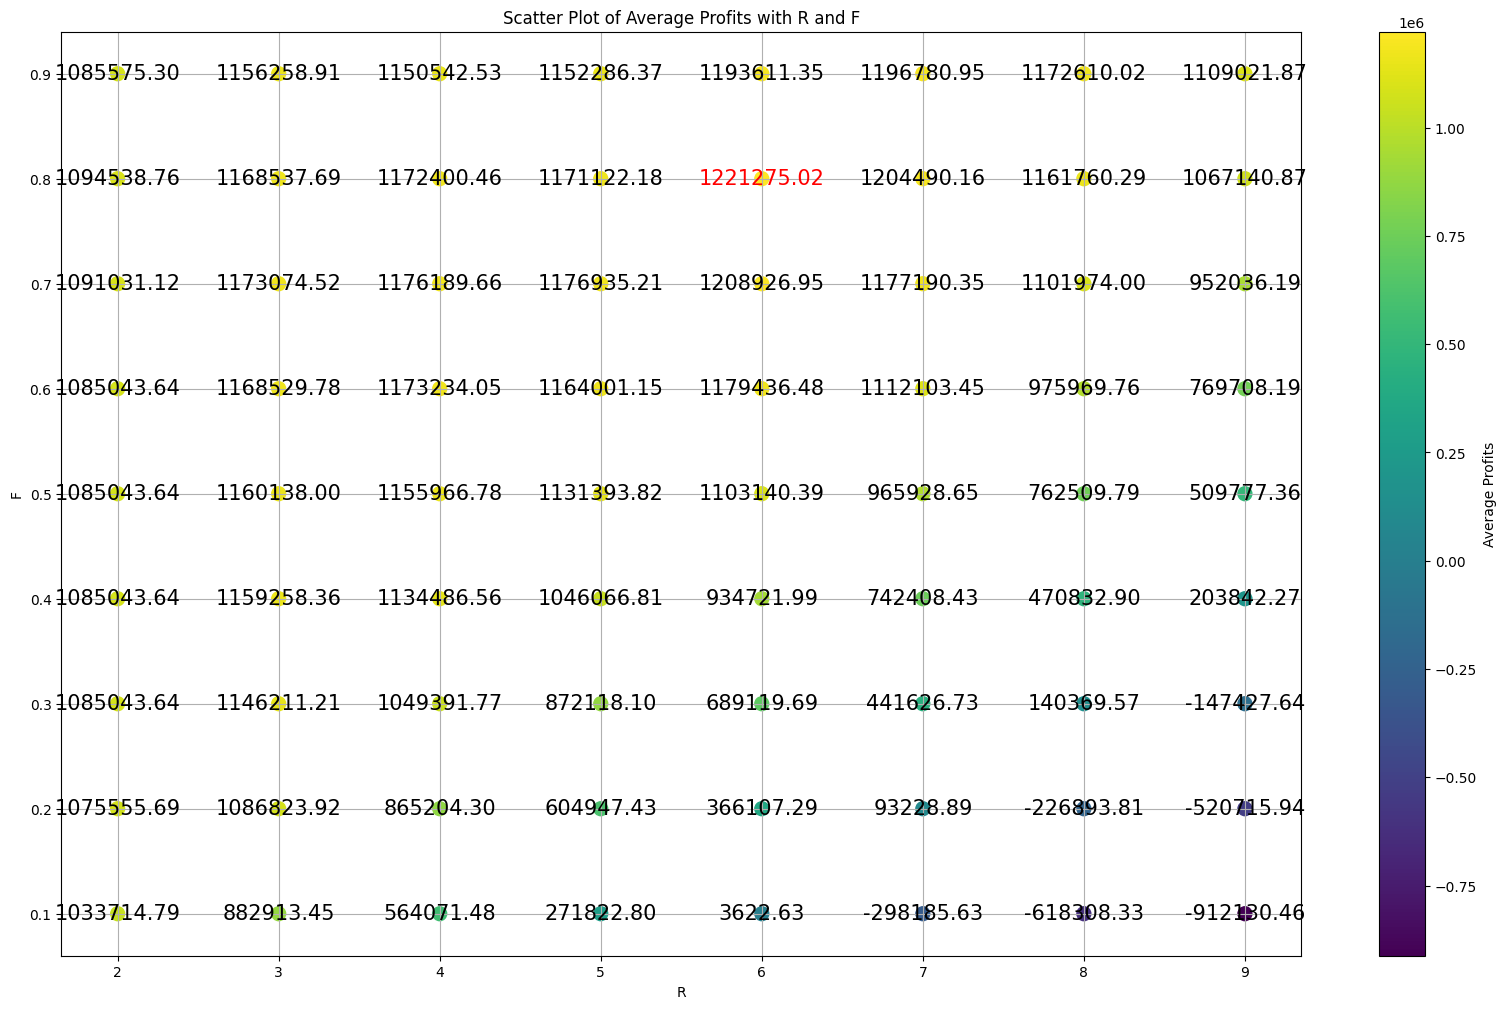 Scatter Plot of Average Profits with R and F
1e6
0.9 1085575.30 1156258.91 1150542.53 1152286.37 1193611.35 1196780.95 1172610.02 1109021.87
1.00
0.8 1094538.76 1168537.69 1172400.46 1171122.18 1221275.02 1204490.16 1161760.29 1067140.87
0.75
0.7 1091031.12 1173074.52 1176189.66 1176935.21 1208926.95 1177190.35 1101974.00 952036.19
0.50
0.6 1085043.64 1168529.78 1173234.05 1164001.15 1179436.48 1112103.45 975969.76 769708.19
0.25
F
0.5 1085043.64 1160138.00 1155966.78 1131393.82 1103140.39 965928.65 762509.79 509777.36
Average Profits
0.00
0.4 1085043.64 1159258.36 1134486.56 1046066.81 934721.99 742408.43 470832.90 203842.27
−0.25
0.3 1085043.64 1146211.21 1049391.77 872118.10 689119.69 441626.73 140369.57 -147427.64
−0.50
0.2 1075555.69 1086823.92 865204.30 604947.43 366107.29 93228.89 -226893.81 -520715.94
−0.75
0.1 1033714.79 882913.45 564071.48 271822.80 3622.63 -298185.63 -618308.33 -912130.46
2 3 4 5 6 7 8 9
R